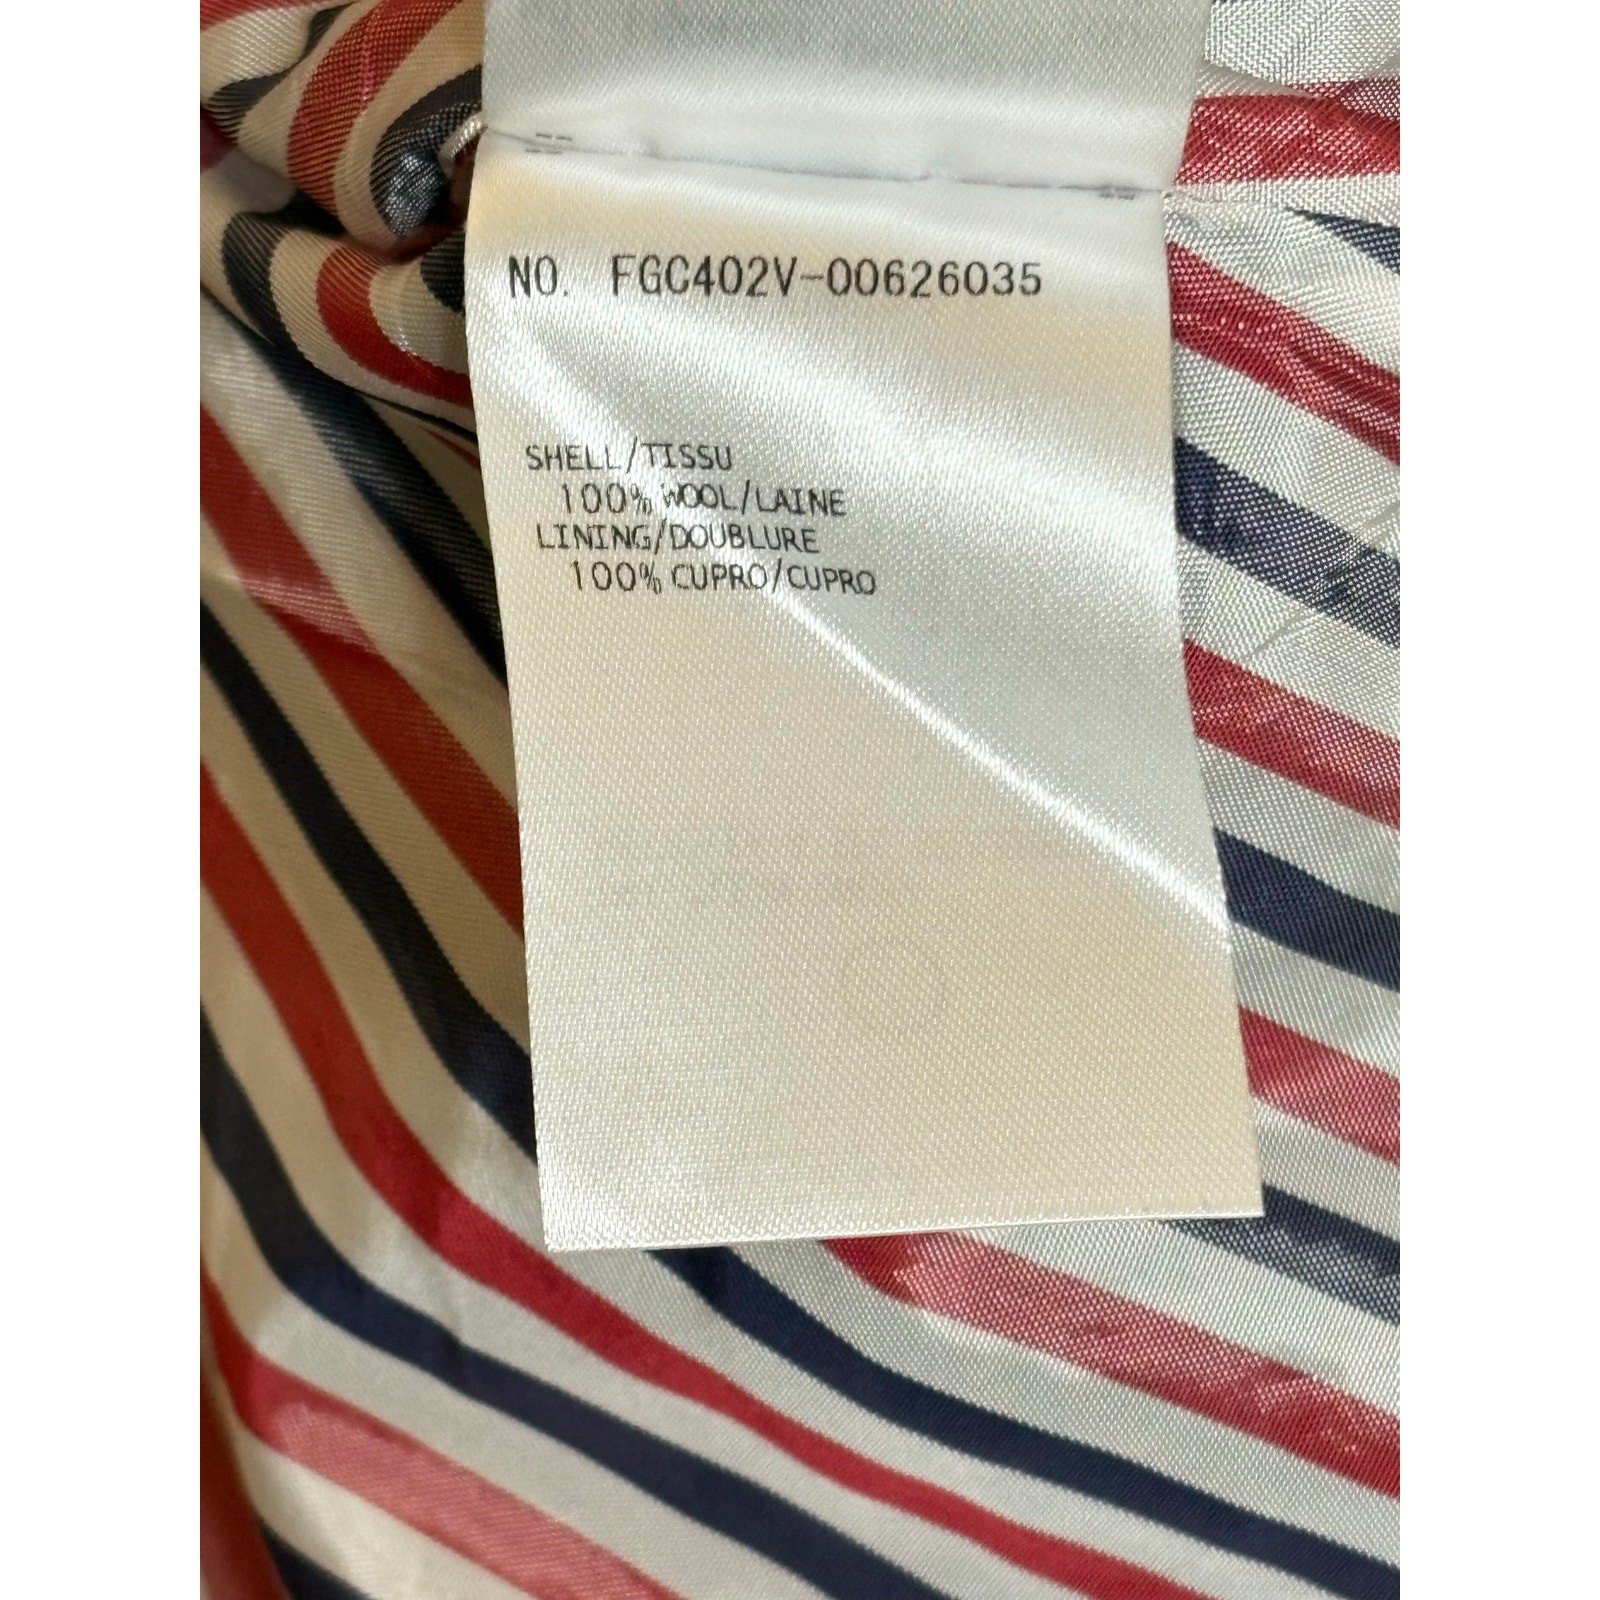 NO. FGC402V-00626035
SHELL/TISSU
100% WOOL/LAINE
LINING/DOUBLURE
100% CUPRO/CUPRO